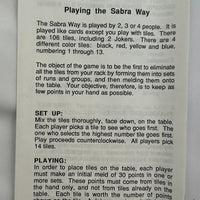 Playing the Sabra Way
The Sabra Way is played by 2, 3 or 4 people. It is
played like cards except you play with tiles. There
are 106 tiles, including 2 Jokers. There are 4
different color tiles: black, red, yellow and blue,
numbering 1 through 13.
The object of the game is to be the first to eliminate
all the tiles from your rack by forming them into sets
of runs and groups, and then melding them onto the
table. Your objective, therefore, is to keep as few
points in your hand as possible.
SET UP:
Mix the tiles thoroughly, face down, on the table.
Each player picks a tile to see who goes first. The
one who selects the highest number tile goes first.
Play proceeds counterclockwise. All players pick
14 tiles.
PLAYING:
In order to place tiles on the table, each player
must make an initial meld of 30 points in one or
more sets. These points must come from tiles in
the hand only, and not from tiles already on the
table. Each tile is worth the number of points